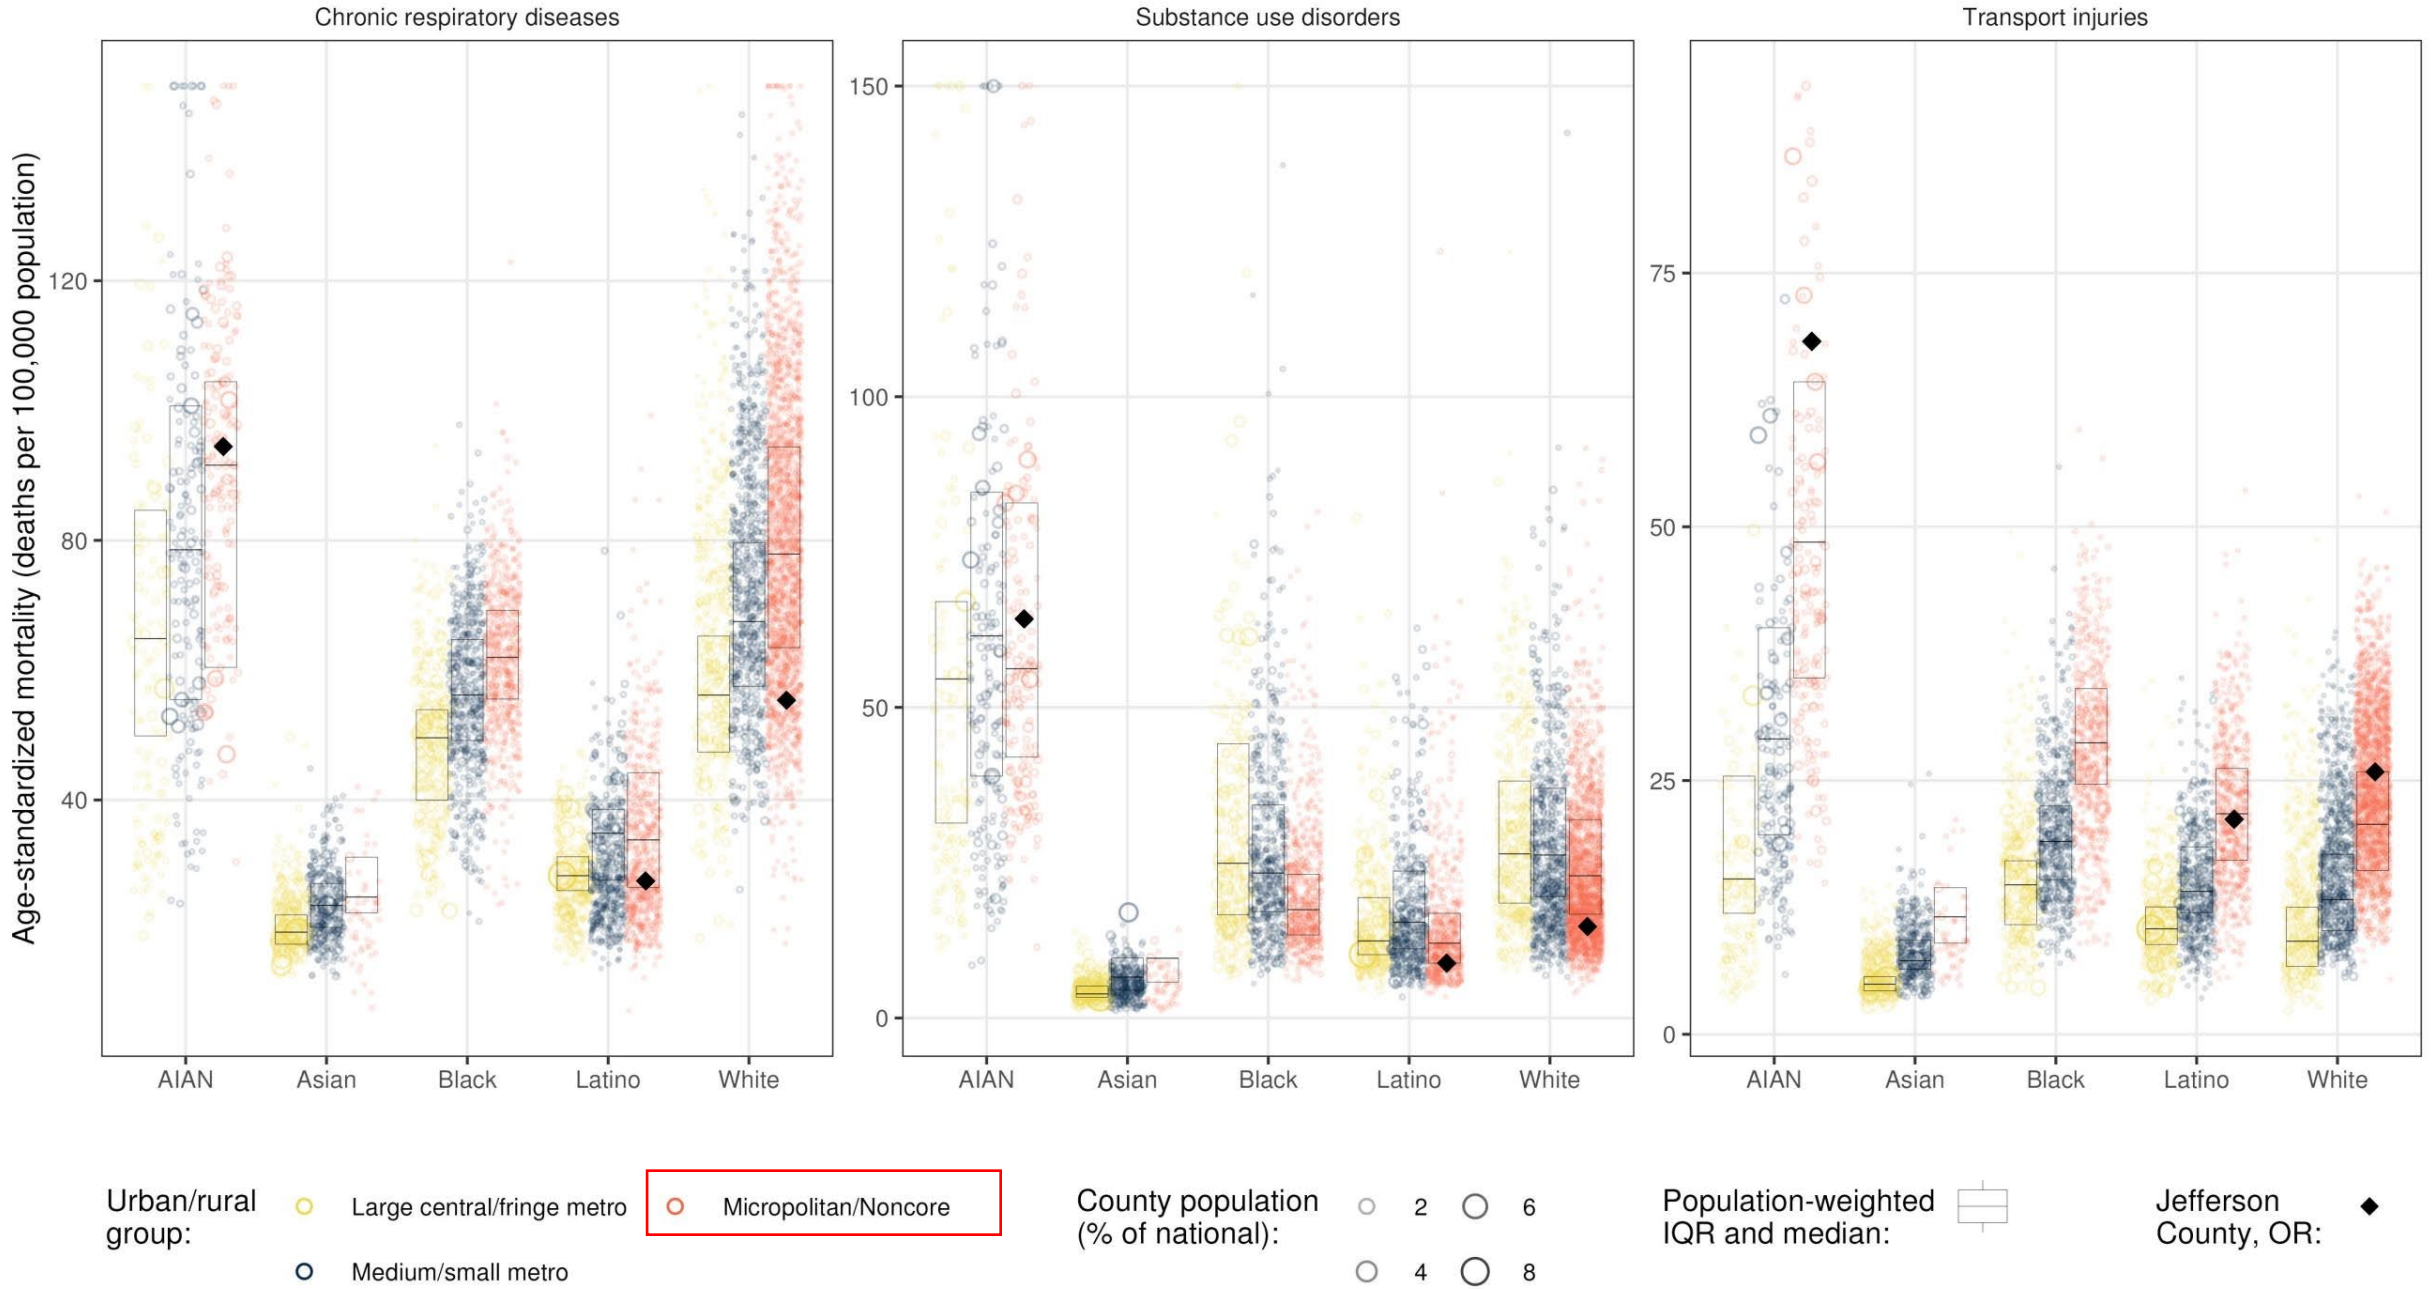 Chronic respiratory diseases
Substance use disorders
Transport injuries
Age-standardized mortality (deaths per 100,000 population)
120
80
40
AIAN
Asian
Black
Latino
White
150
100
50
0
AIAN
Asian
Black
Latino
White
75
50
25
0
AIAN
Asian
Black
Latino
White
Urban/rural
group:
Large central/fringe metro
Medium/small metro
Micropolitan/Noncore
County population
(% of national):
2
4
6
8
Population-weighted
IQR and median:
Jefferson
County, OR: